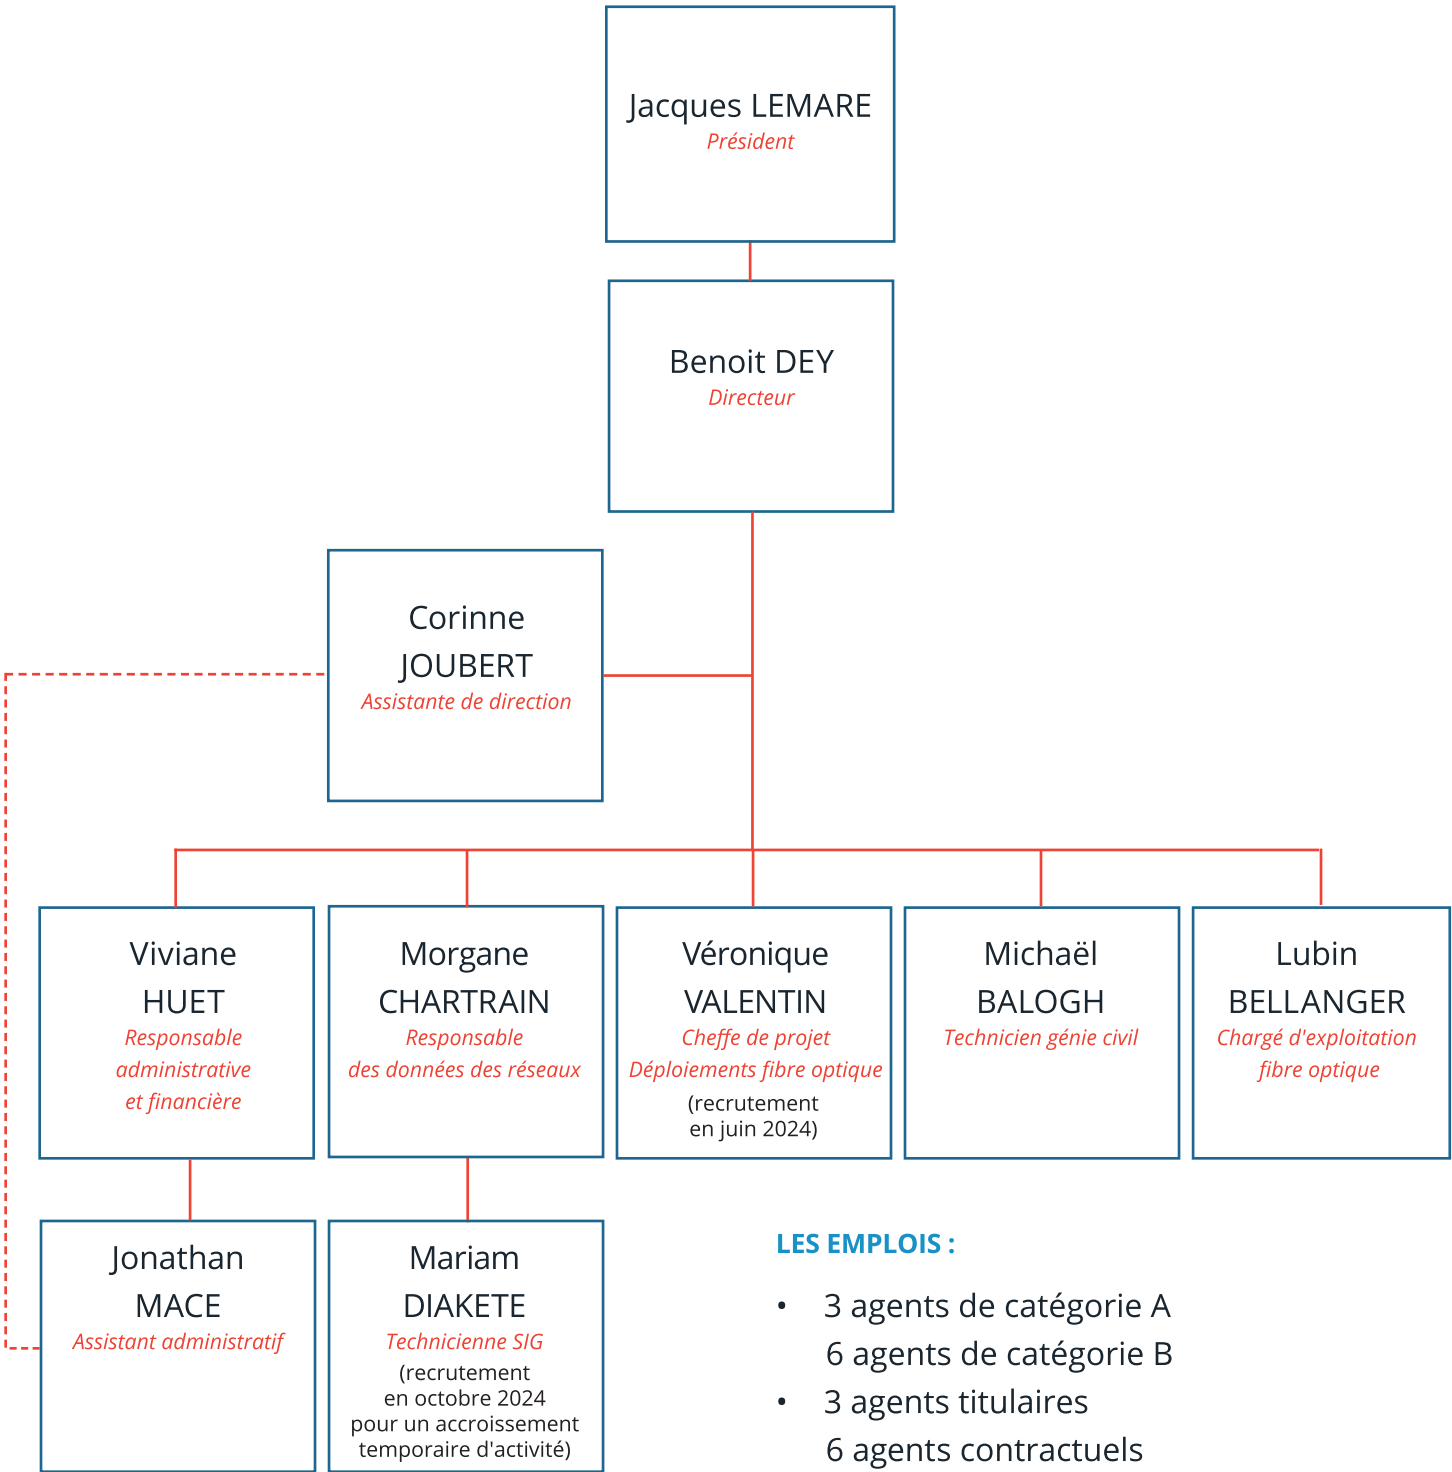 Jacques LEMARE
Président
Benoit DEY
Directeur
Corinne
JOUBERT
Assistante de direction
Viviane
HUET
Responsable
administrative
et financière
Morgane
CHARTRAIN
Responsable
des données des réseaux
Véronique
VALENTIN
Cheffe de projet
Déploiements fibre optique
(recrutement
en juin 2024)
Michaël
BALOGH
Technicien génie civil
Lubin
BELLANGER
Chargé d'exploitation
fibre optique
Jonathan
MACE
Assistant administratif
Mariam
DIAKETE
Technicienne SIG
(recrutement
en octobre 2024
pour un accroissement
temporaire d'activité)
LES EMPLOIS :
• 3 agents de catégorie A
6 agents de catégorie B
• 3 agents titulaires
6 agents contractuels